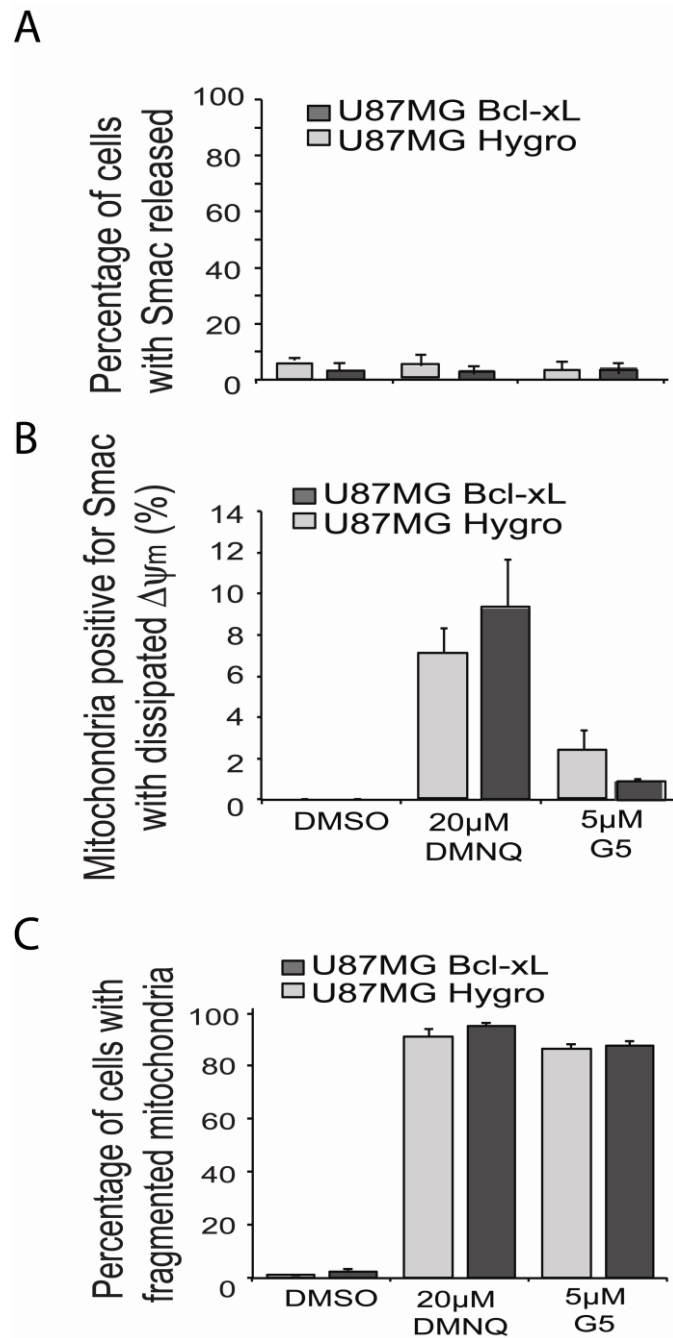 A
Percentage of cells
with Smac released
100
80
60
40
20
0
U87MG Bcl-xL
U87MG Hygro
B
Mitochondria positive for Smac
with dissipated Δψm (%)
14
12
10
8
6
4
2
0
U87MG Bcl-xL
U87MG Hygro
DMSO
20µM
DMNQ
5µM
G5
C
Percentage of cells with
fragmented mitochondria
100
80
60
40
20
0
U87MG Bcl-xL
U87MG Hygro
DMSO
20µM
DMNQ
5µM
G5